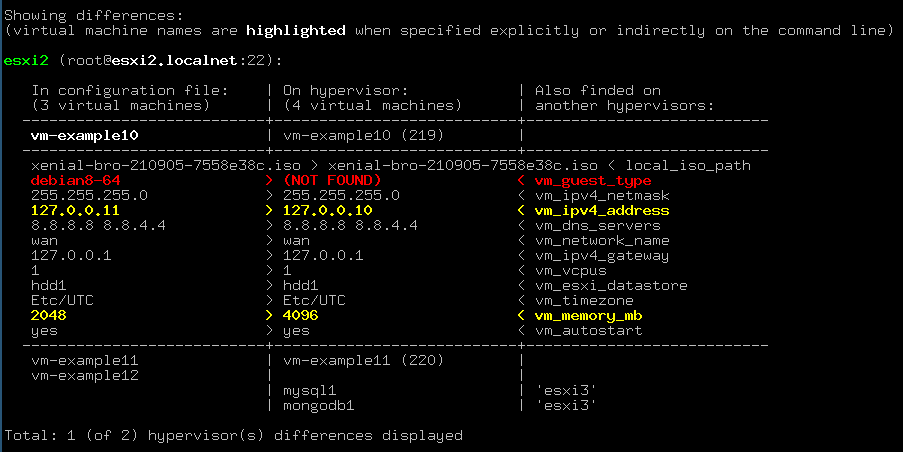 Showing differences:
(virtual machine names are highlighted when specified explicitly or indirectly on the command line)
esxi2 (root@esxi2.localnet:22):
In configuration file: | On hypervisor: | Also finded on
(3 virtual machines) | (4 virtual machines) | another hypervisors:
--------------------------------+---------------------------------+---------------------------------
vm-example10 | vm-example10 (219) |
--------------------------------+---------------------------------+---------------------------------
xenial-bro-210905-7558e38c.iso > xenial-bro-210905-7558e38c.iso < local_iso_path
debian8-64 > (NOT FOUND) < vm_guest_type
255.255.255.0 > 255.255.255.0 < vm_ipv4_netmask
127.0.0.11 > 127.0.0.10 < vm_ipv4_address
8.8.8.8 8.8.4.4 > 8.8.8.8 8.8.4.4 < vm_dns_servers
wan > wan < vm_network_name
127.0.0.1 > 127.0.0.1 < vm_ipv4_gateway
1 > 1 < vm_vcpus
hdd1 > hdd1 < vm_esxi_datastore
Etc/UTC > Etc/UTC < vm_timezone
2048 > 4096 < vm_memory_mb
yes > yes < vm_autostart
--------------------------------+---------------------------------+---------------------------------
vm-example11 | vm-example11 (220) |
vm-example12 | |
| mysql1 | 'esxi3'
| mongodb1 | 'esxi3'
Total: 1 (of 2) hypervisor(s) differences displayed